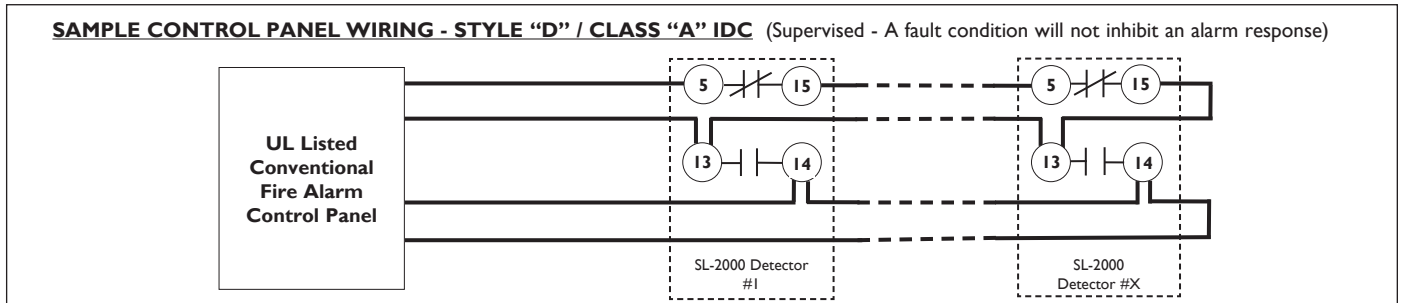 SAMPLE CONTROL PANEL WIRING - STYLE “D” / CLASS “A” IDC (Supervised - A fault condition will not inhibit an alarm response)
UL Listed
Conventional
Fire Alarm
Control Panel
5
15
13
14
SL-2000 Detector
#1
5
15
13
14
SL-2000
Detector #X